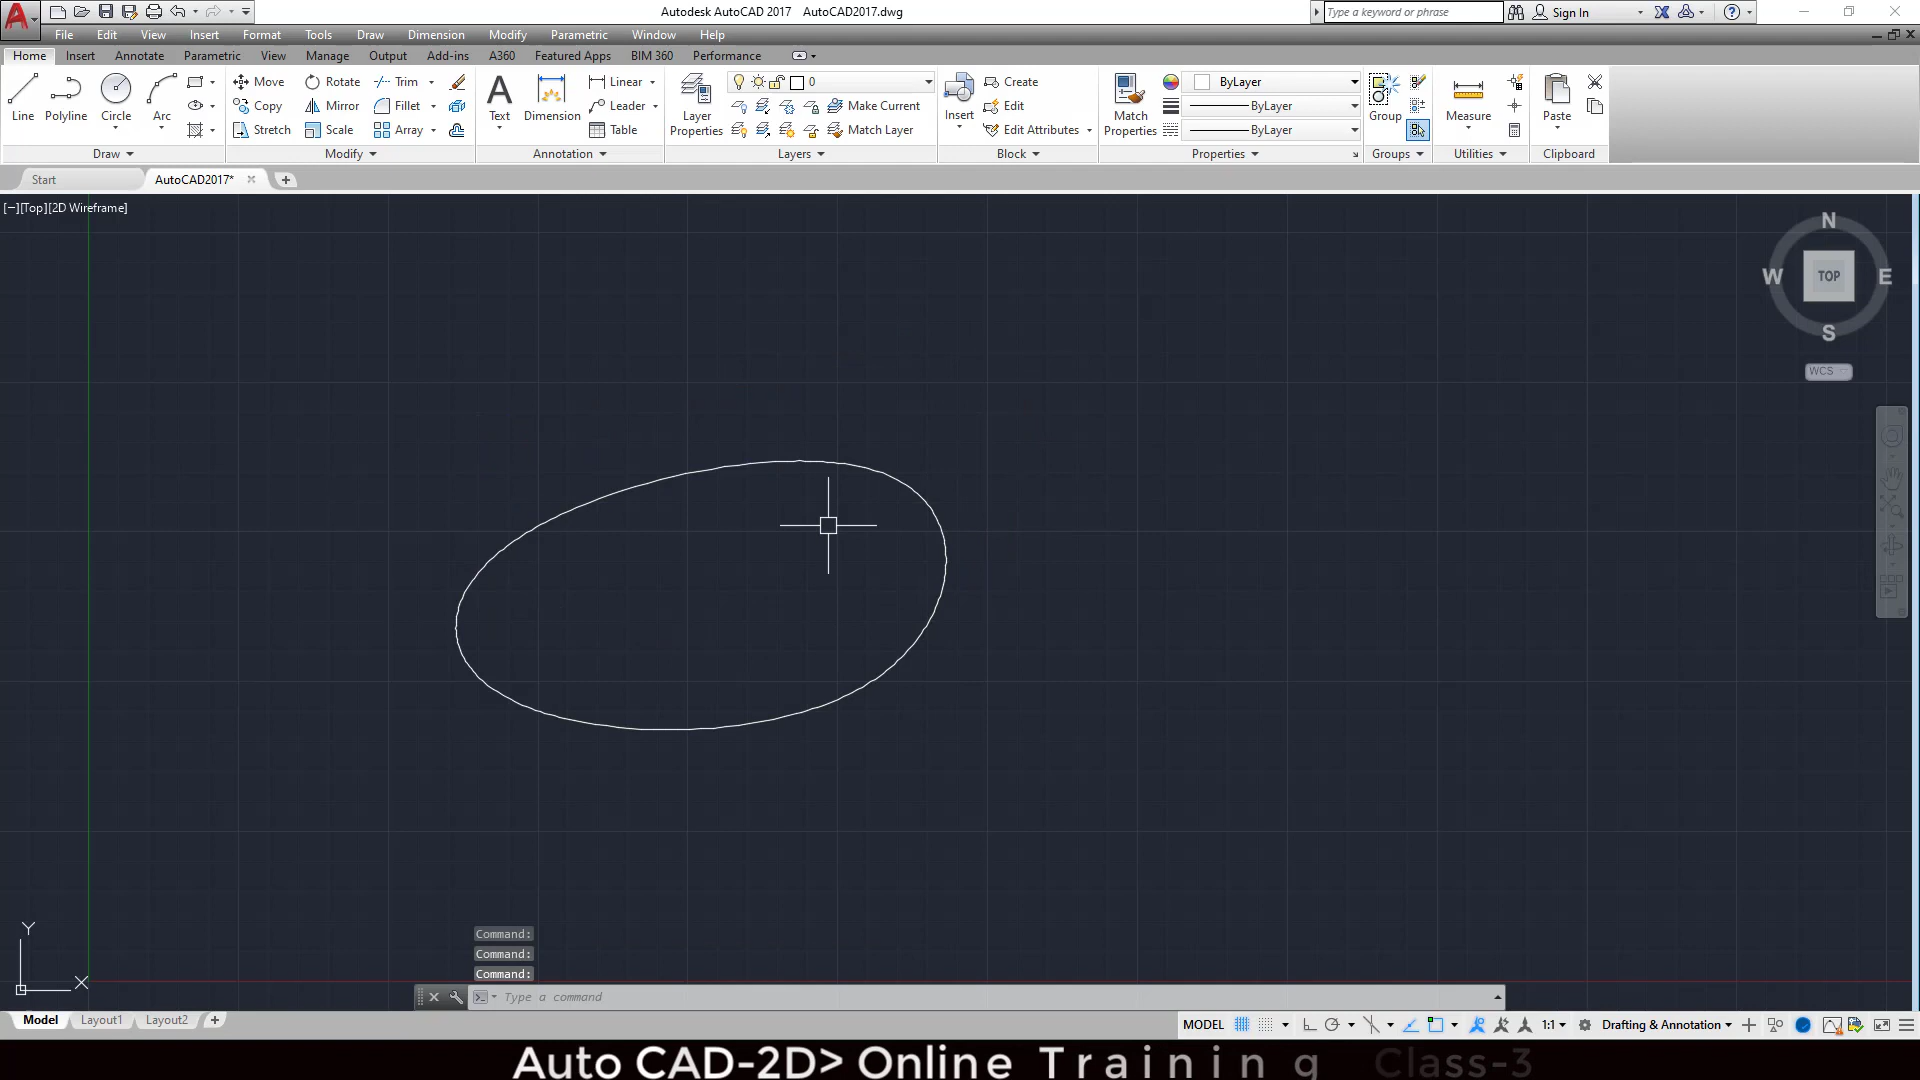 Autodesk AutoCAD 2017 AutoCAD2017.dwg
Type a keyword or phrase
Sign In
File Edit View Insert Format Tools Draw Dimension Modify Parametric Window Help
Home Insert Annotate Parametric View Manage Output Add-ins A360 Featured Apps BIM 360 Performance
Line Polyline Circle Arc
Move Rotate Trim
Copy Mirror Fillet
Stretch Scale Array
Text Dimension
Linear
Leader
Table
Layer Properties
0
Make Current
Match Layer
Insert
Create
Edit
Edit Attributes
Match Properties
ByLayer
ByLayer
ByLayer
Group
Measure
Paste
Draw Modify Annotation Layers Block Properties Groups Utilities Clipboard
Start AutoCAD2017*
[−][Top][2D Wireframe]
N
W TOP E
S
WCS
Y
X
Command:
Command:
Command:
Type a command
Model Layout1 Layout2
MODEL 1:1 Drafting & Annotation
Auto CAD-2D> Online Training Class-3